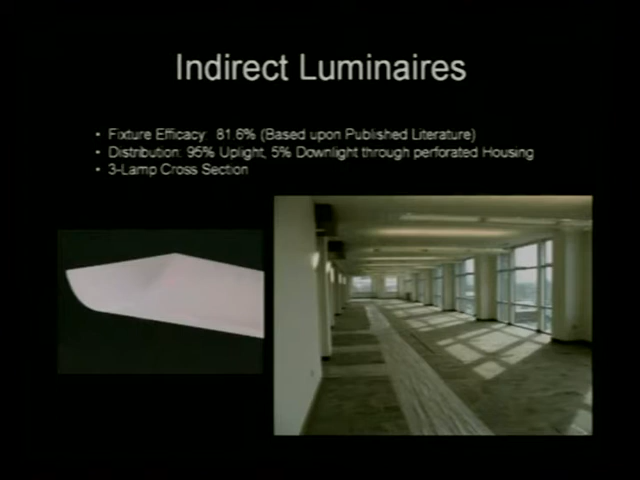 Indirect Luminaires
• Fixture Efficacy: 81.6% (Based upon Published Literature)
• Distribution: 95% Uplight, 5% Downlight through perforated Housing
• 3-Lamp Cross Section